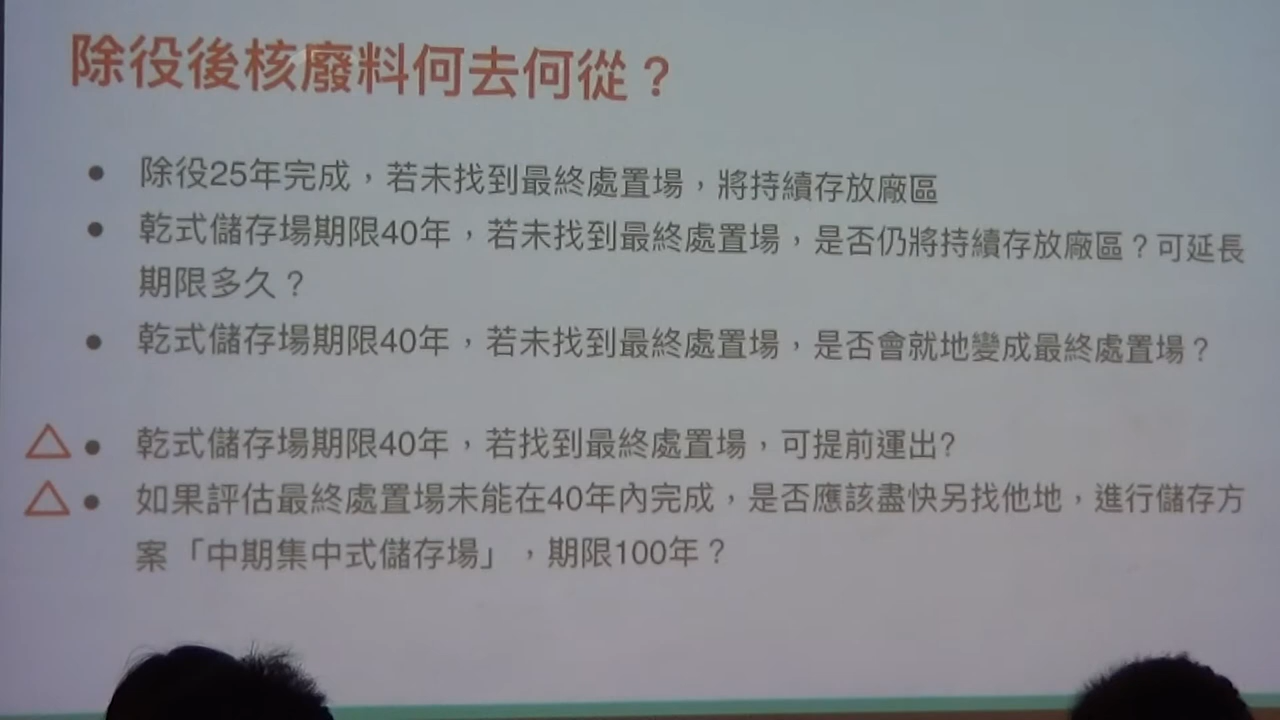 除役後核廢料何去何從？
● 除役25年完成，若未找到最終處置場，將持續存放廠區
● 乾式儲存場期限40年，若未找到最終處置場，是否仍將持續存放廠區？可延長
期限多久？
● 乾式儲存場期限40年，若未找到最終處置場，是否會就地變成最終處置場？
△ ● 乾式儲存場期限40年，若找到最終處置場，可提前運出?
△ ● 如果評估最終處置場未能在40年內完成，是否應該盡快另找他地，進行儲存方
案「中期集中式儲存場」，期限100年？